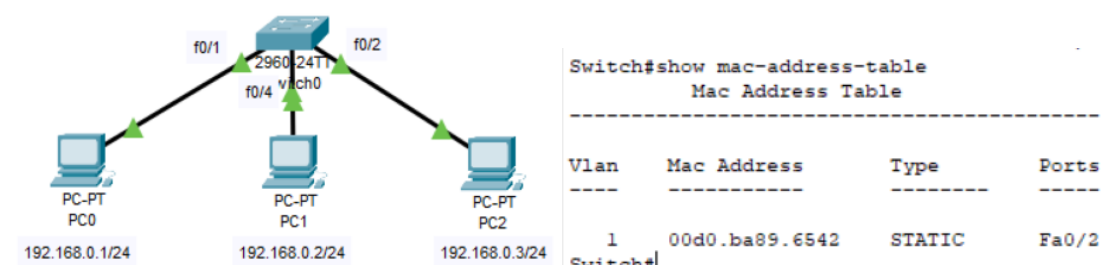 f0/1
f0/2
2960-24TT
f0/4
PC-PT
PC0
PC-PT
PC1
PC-PT
PC2
192.168.0.1/24
192.168.0.2/24
192.168.0.3/24
Switch#show mac-address-table
Mac Address Table
-------------------------------------------
Vlan Mac Address Type Ports
---- ----------- -------- -----
1 00d0.ba89.6542 STATIC Fa0/2
Switch#